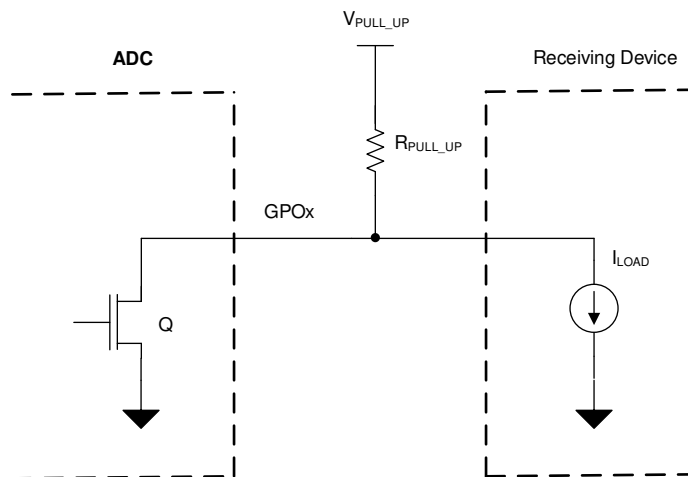 V_PULL_UP
ADC
Receiving Device
R_PULL_UP
GPOx
I_LOAD
Q